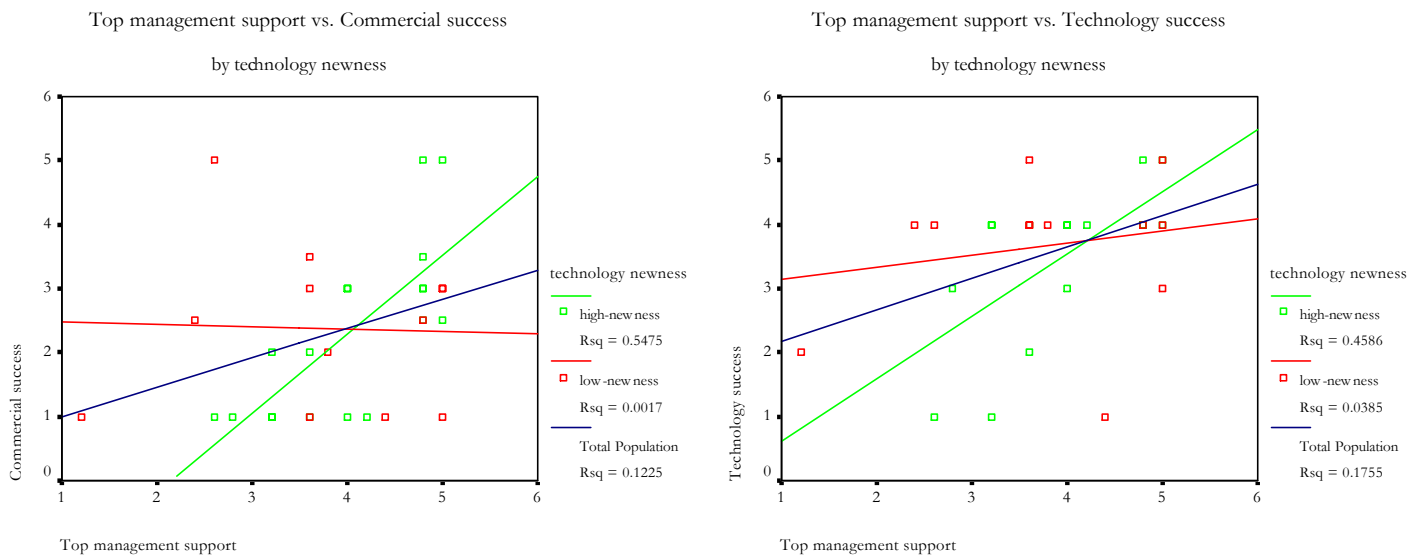 Top management support vs. Commercial success
by technology newness
6
5
4
3
2
1
0
Commercial success
1 2 3 4 5 6
Top management support
technology newness
high-newness
Rsq = 0.5475
low-newness
Rsq = 0.0017
Total Population
Rsq = 0.1225
Top management support vs. Technology success
by technology newness
6
5
4
3
2
1
0
Technology success
1 2 3 4 5 6
Top management support
technology newness
high-newness
Rsq = 0.4586
low-newness
Rsq = 0.0385
Total Population
Rsq = 0.1755